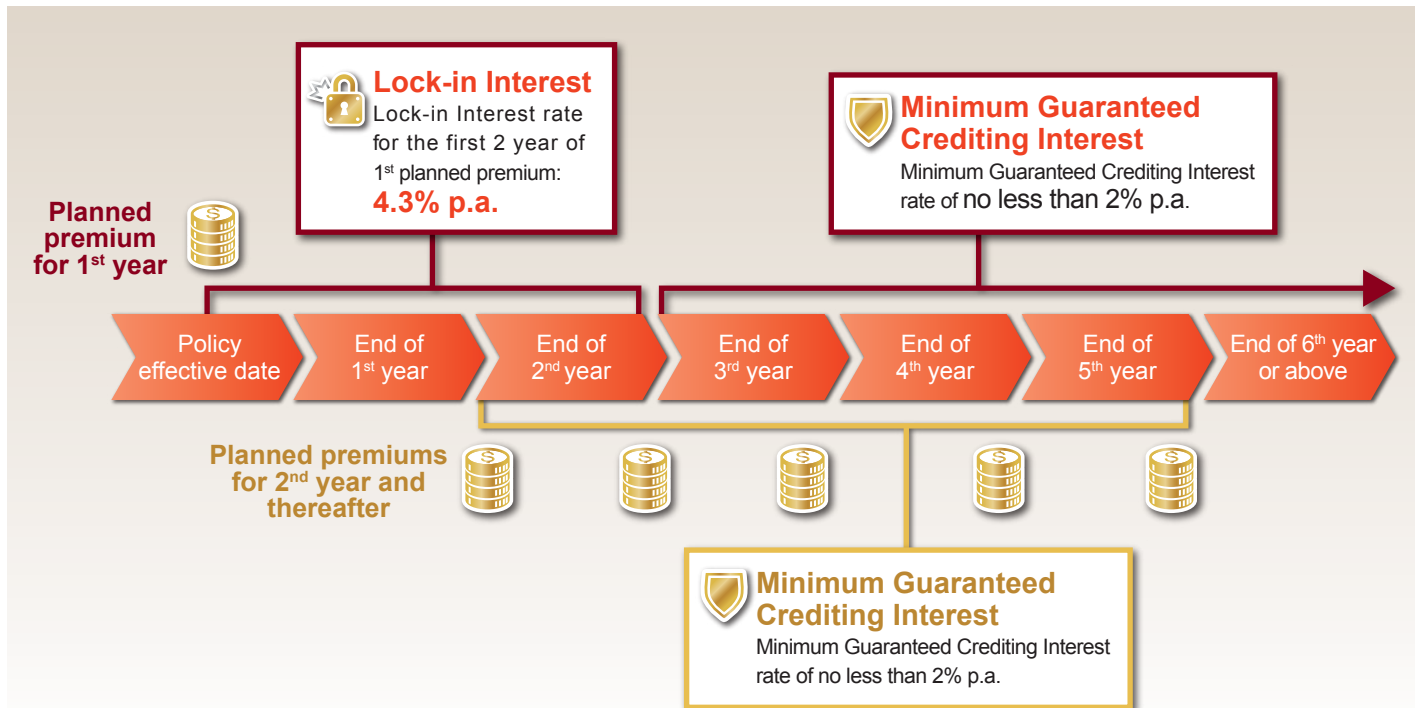 Lock-in Interest
Lock-in Interest rate
for the first 2 year of
1st planned premium:
4.3% p.a.
Minimum Guaranteed
Crediting Interest
Minimum Guaranteed Crediting Interest
rate of no less than 2% p.a.
Planned
premium
for 1st year
Policy
effective date
End of
1st year
End of
2nd year
End of
3rd year
End of
4th year
End of
5th year
End of 6th year
or above
Planned premiums
for 2nd year and
thereafter
Minimum Guaranteed
Crediting Interest
Minimum Guaranteed Crediting Interest
rate of no less than 2% p.a.